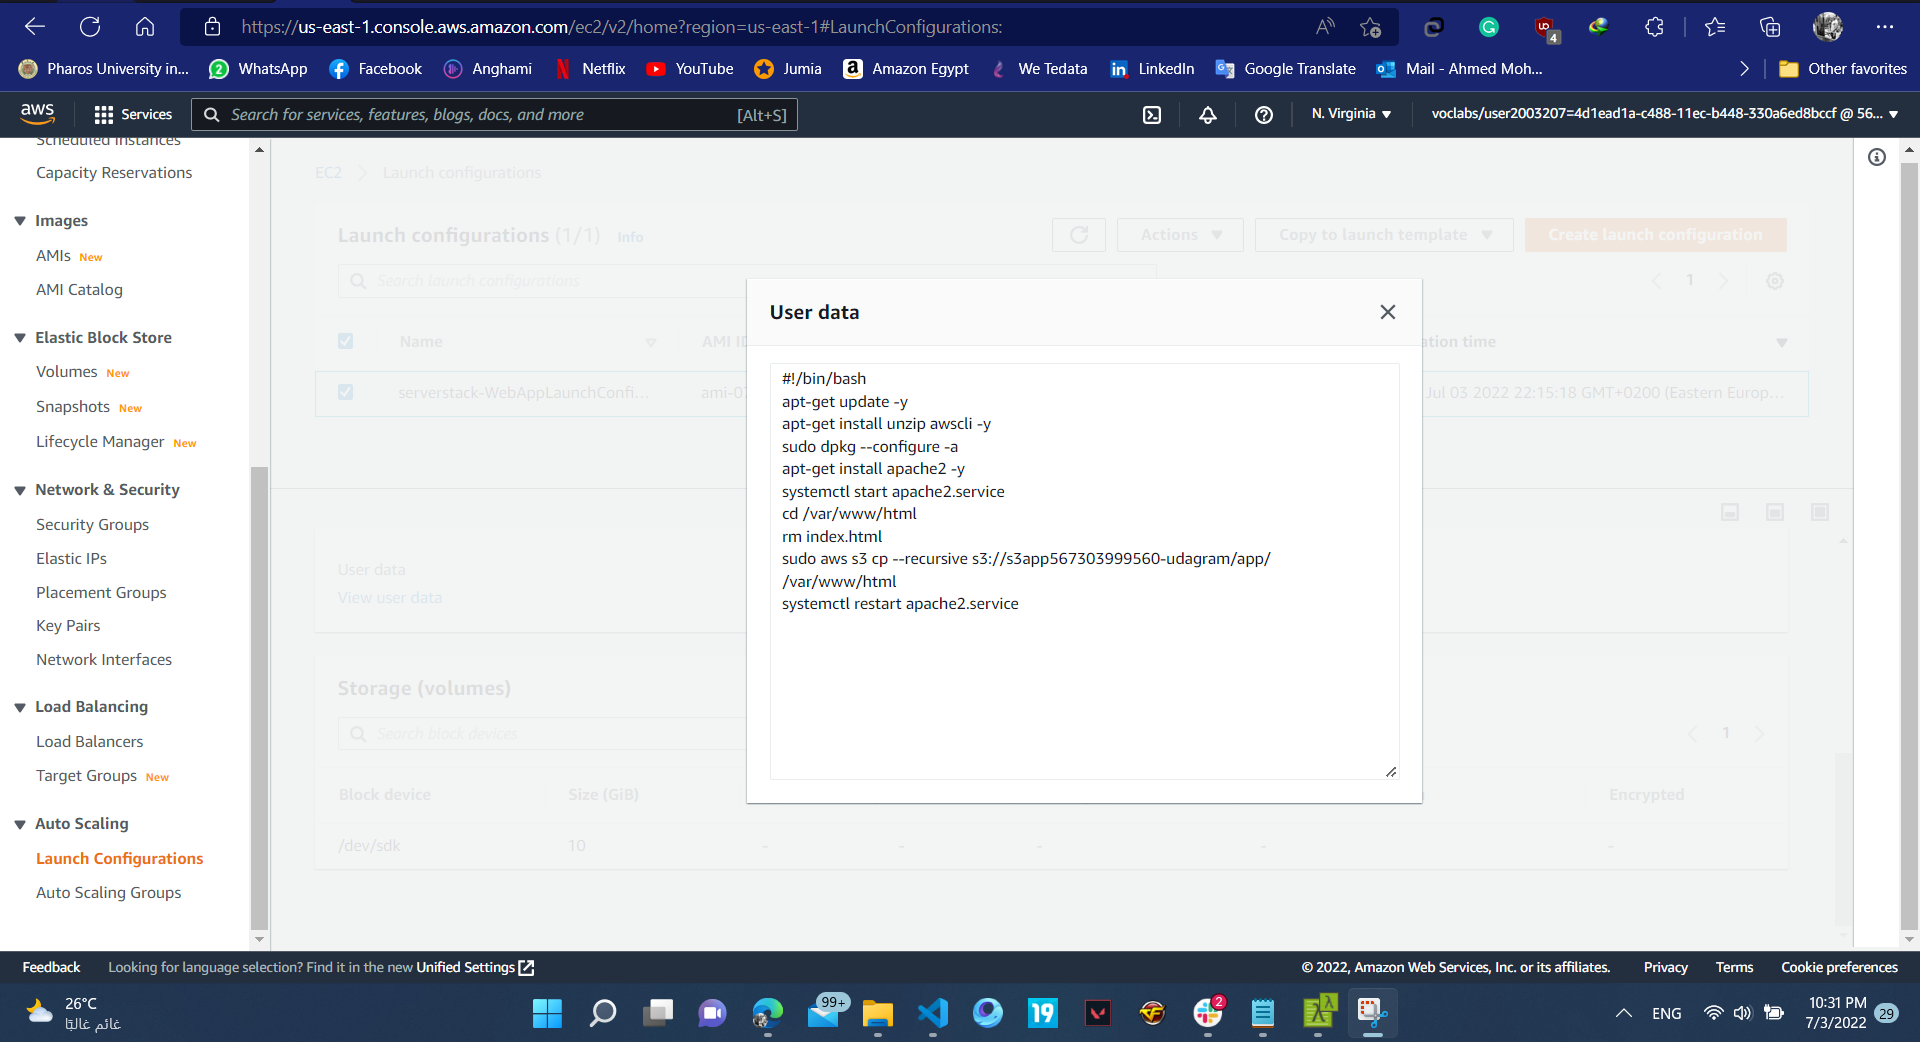 https://us-east-1.console.aws.amazon.com/ec2/v2/home?region=us-east-1#LaunchConfigurations:
4
Pharos University in...
WhatsApp
Facebook
Anghami
Netflix
YouTube
Jumia
Amazon Egypt
We Tedata
LinkedIn
Google Translate
Mail - Ahmed Moh...
Other favorites
aws
Services
Search for services, features, blogs, docs, and more
[Alt+S]
N. Virginia
voclabs/user2003207=4d1ead1a-c488-11ec-b448-330a6ed8bccf @ 56...
Scheduled Instances
Capacity Reservations
Images
AMIs New
AMI Catalog
Elastic Block Store
Volumes New
Snapshots New
Lifecycle Manager New
Network & Security
Security Groups
Elastic IPs
Placement Groups
Key Pairs
Network Interfaces
Load Balancing
Load Balancers
Target Groups New
Auto Scaling
Launch Configurations
Auto Scaling Groups
EC2
Launch configurations
Launch configurations (1/1) Info
Actions
Copy to launch template
Create launch configuration
Search launch configurations
1
Name
AMI ID
ation time
serverstack-WebAppLaunchConfi...
ami-07
Jul 03 2022 22:15:18 GMT+0200 (Eastern Europ...
User data
#!/bin/bash
apt-get update -y
apt-get install unzip awscli -y
sudo dpkg --configure -a
apt-get install apache2 -y
systemctl start apache2.service
cd /var/www/html
rm index.html
sudo aws s3 cp --recursive s3://s3app567303999560-udagram/app/
/var/www/html
systemctl restart apache2.service
User data
View user data
Storage (volumes)
Search block devices
1
Block device
Size (GiB)
Encrypted
/dev/sdk
10
-
-
-
-
-
Feedback
Looking for language selection? Find it in the new Unified Settings
© 2022, Amazon Web Services, Inc. or its affiliates.
Privacy
Terms
Cookie preferences
26°C
غائم غالبًا
99+
19
2
ENG
10:31 PM
7/3/2022
29